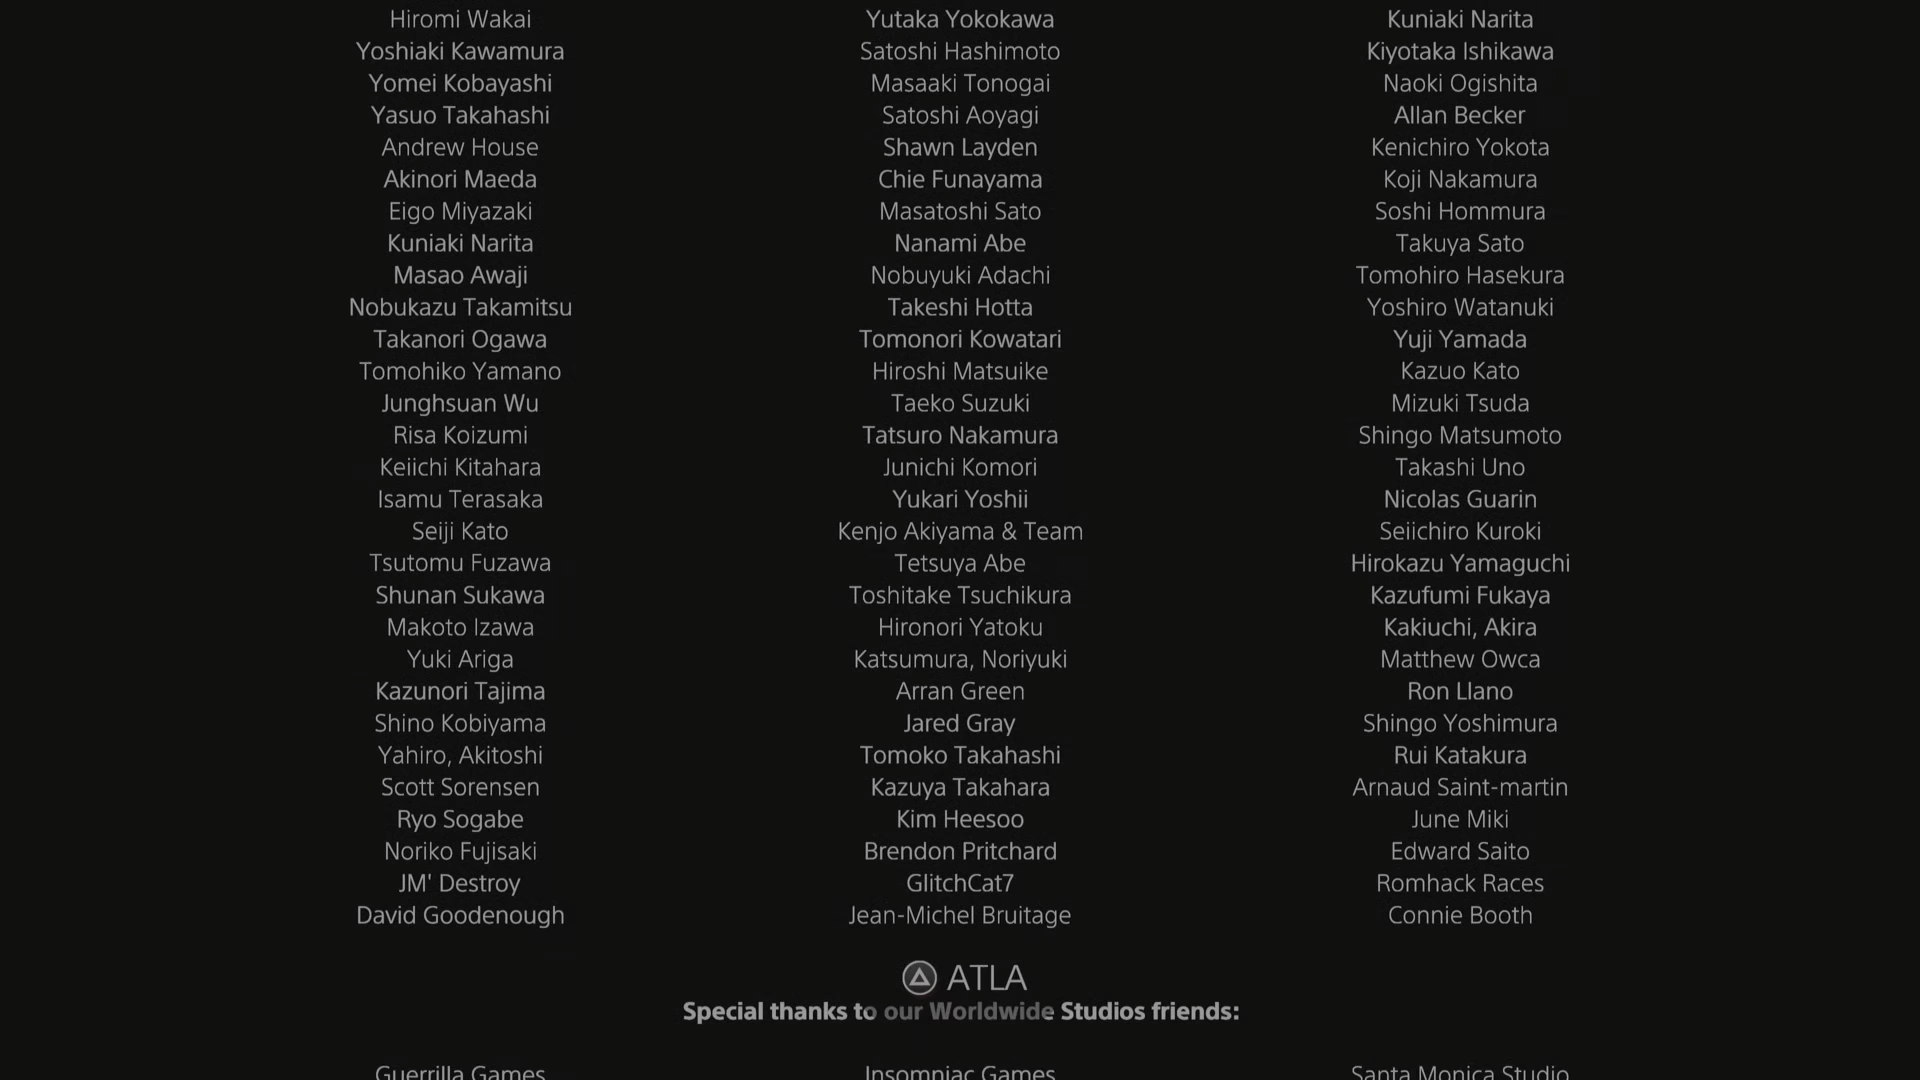 Hiromi Wakai Yutaka Yokokawa Kuniaki Narita
Yoshiaki Kawamura Satoshi Hashimoto Kiyotaka Ishikawa
Yomei Kobayashi Masaaki Tonogai Naoki Ogishita
Yasuo Takahashi Satoshi Aoyagi Allan Becker
Andrew House Shawn Layden Kenichiro Yokota
Akinori Maeda Chie Funayama Koji Nakamura
Eigo Miyazaki Masatoshi Sato Soshi Hommura
Kuniaki Narita Nanami Abe Takuya Sato
Masao Awaji Nobuyuki Adachi Tomohiro Hasekura
Nobukazu Takamitsu Takeshi Hotta Yoshiro Watanuki
Takanori Ogawa Tomonori Kowatari Yuji Yamada
Tomohiko Yamano Hiroshi Matsuike Kazuo Kato
Junghsuan Wu Taeko Suzuki Mizuki Tsuda
Risa Koizumi Tatsuro Nakamura Shingo Matsumoto
Keiichi Kitahara Junichi Komori Takashi Uno
Isamu Terasaka Yukari Yoshii Nicolas Guarin
Seiji Kato Kenjo Akiyama & Team Seiichiro Kuroki
Tsutomu Fuzawa Tetsuya Abe Hirokazu Yamaguchi
Shunan Sukawa Toshitake Tsuchikura Kazufumi Fukaya
Makoto Izawa Hironori Yatoku Kakiuchi, Akira
Yuki Ariga Katsumura, Noriyuki Matthew Owca
Kazunori Tajima Arran Green Ron Llano
Shino Kobiyama Jared Gray Shingo Yoshimura
Yahiro, Akitoshi Tomoko Takahashi Rui Katakura
Scott Sorensen Kazuya Takahara Arnaud Saint-martin
Ryo Sogabe Kim Heesoo June Miki
Noriko Fujisaki Brendon Pritchard Edward Saito
JM' Destroy GlitchCat7 Romhack Races
David Goodenough Jean-Michel Bruitage Connie Booth
ATLA
Special thanks to our Worldwide Studios friends:
Guerrilla Games Insomniac Games Santa Monica Studio